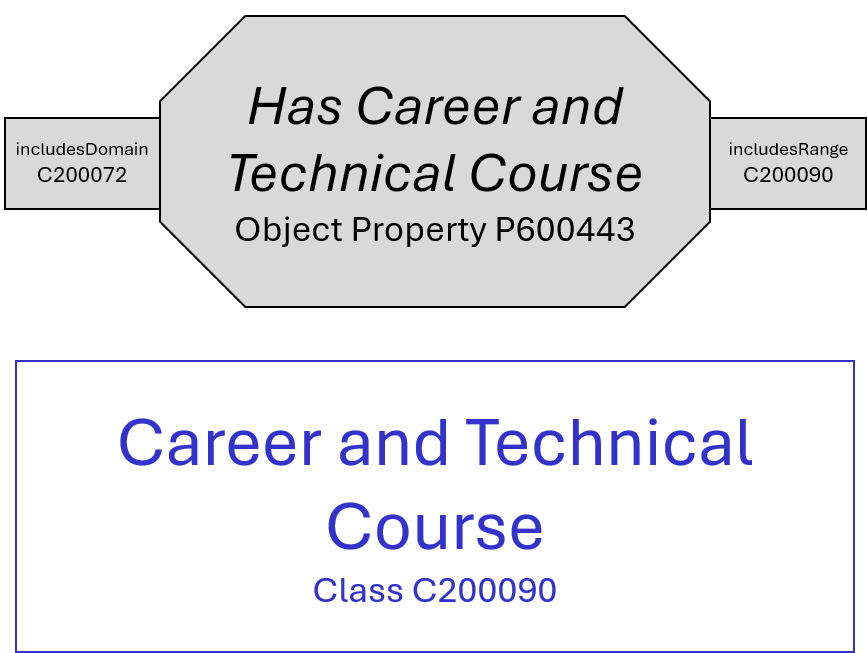 Has Career and
Technical Course
Object Property P600443
includesDomain
C200072
includesRange
C200090
Career and Technical
Course
Class C200090